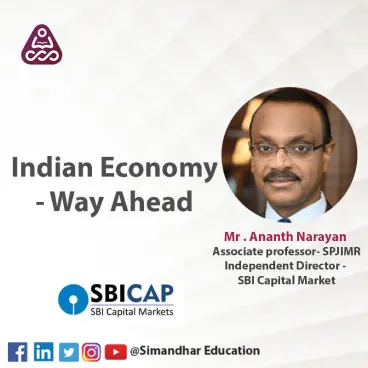 Indian Economy
- Way Ahead
Mr . Ananth Narayan
Associate professor- SPJIMR
Independent Director -
SBI Capital Market
SBICAP
SBI Capital Markets
@Simandhar Education